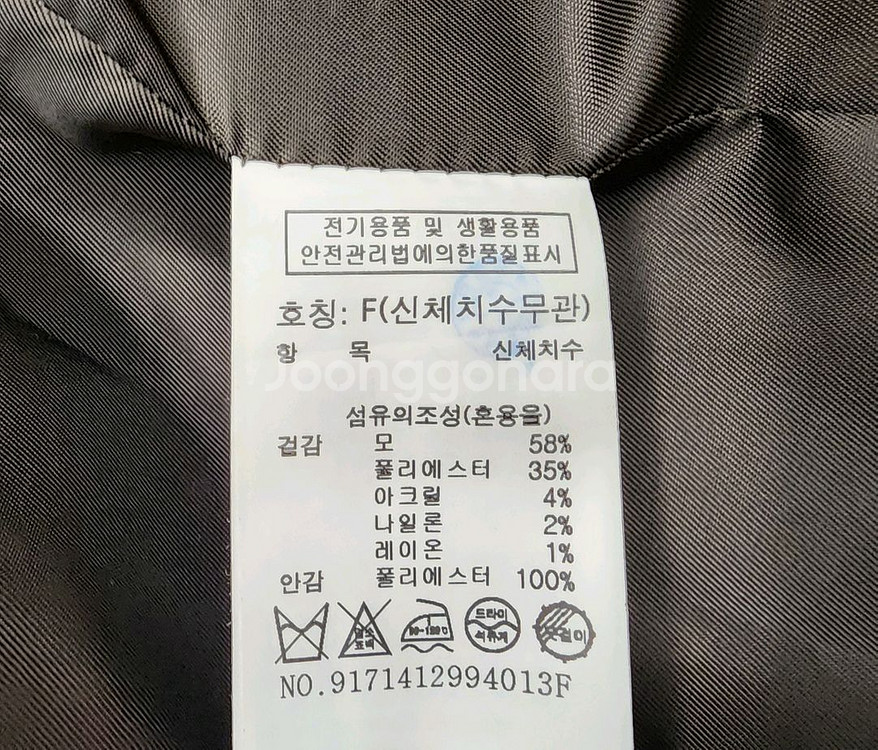 전기용품 및 생활용품
안전관리법에의한품질표시
호칭: F(신체치수무관)
항 목 신체치수
Joonggonara
섬유의조성(혼용율)
겉감 모 58%
폴리에스터 35%
아크릴 4%
나일론 2%
레이온 1%
안감 폴리에스터 100%
염소
표백
드라이
석유계
NO.9171412994013F